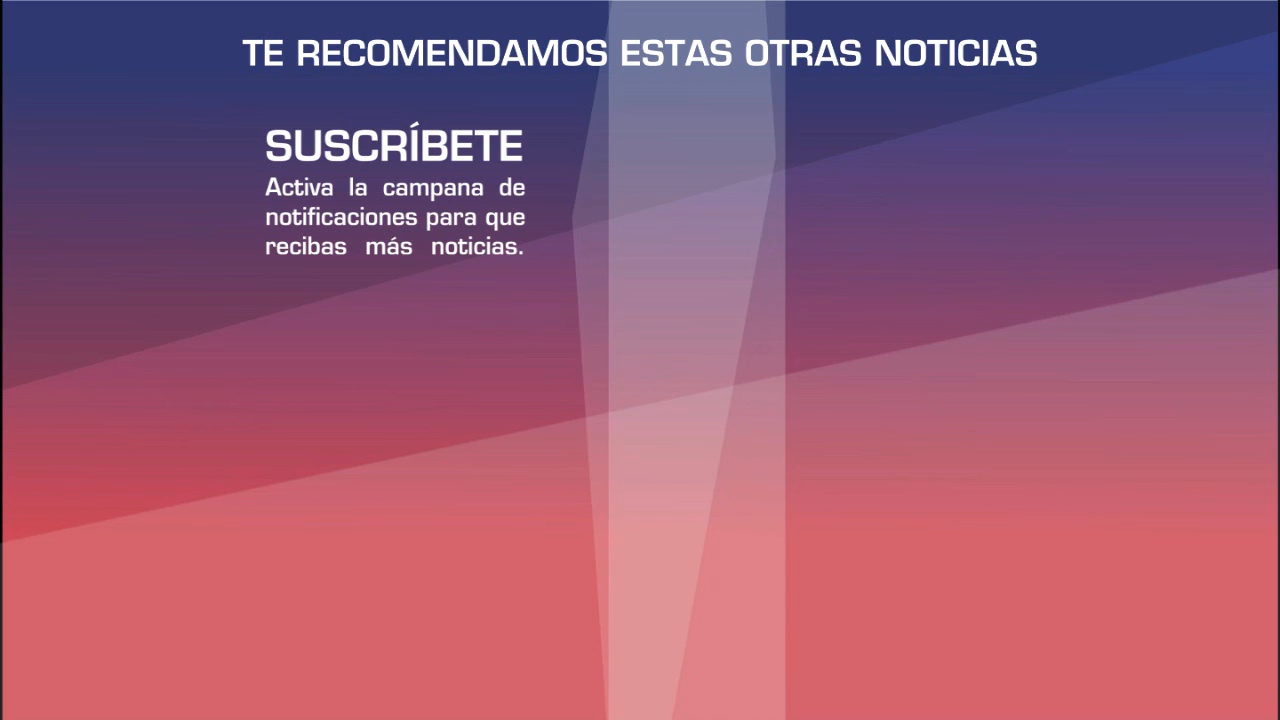 TE RECOMENDAMOS ESTAS OTRAS NOTICIAS
SUSCRÍBETE
Activa la campana de
notificaciones para que
recibas más noticias.